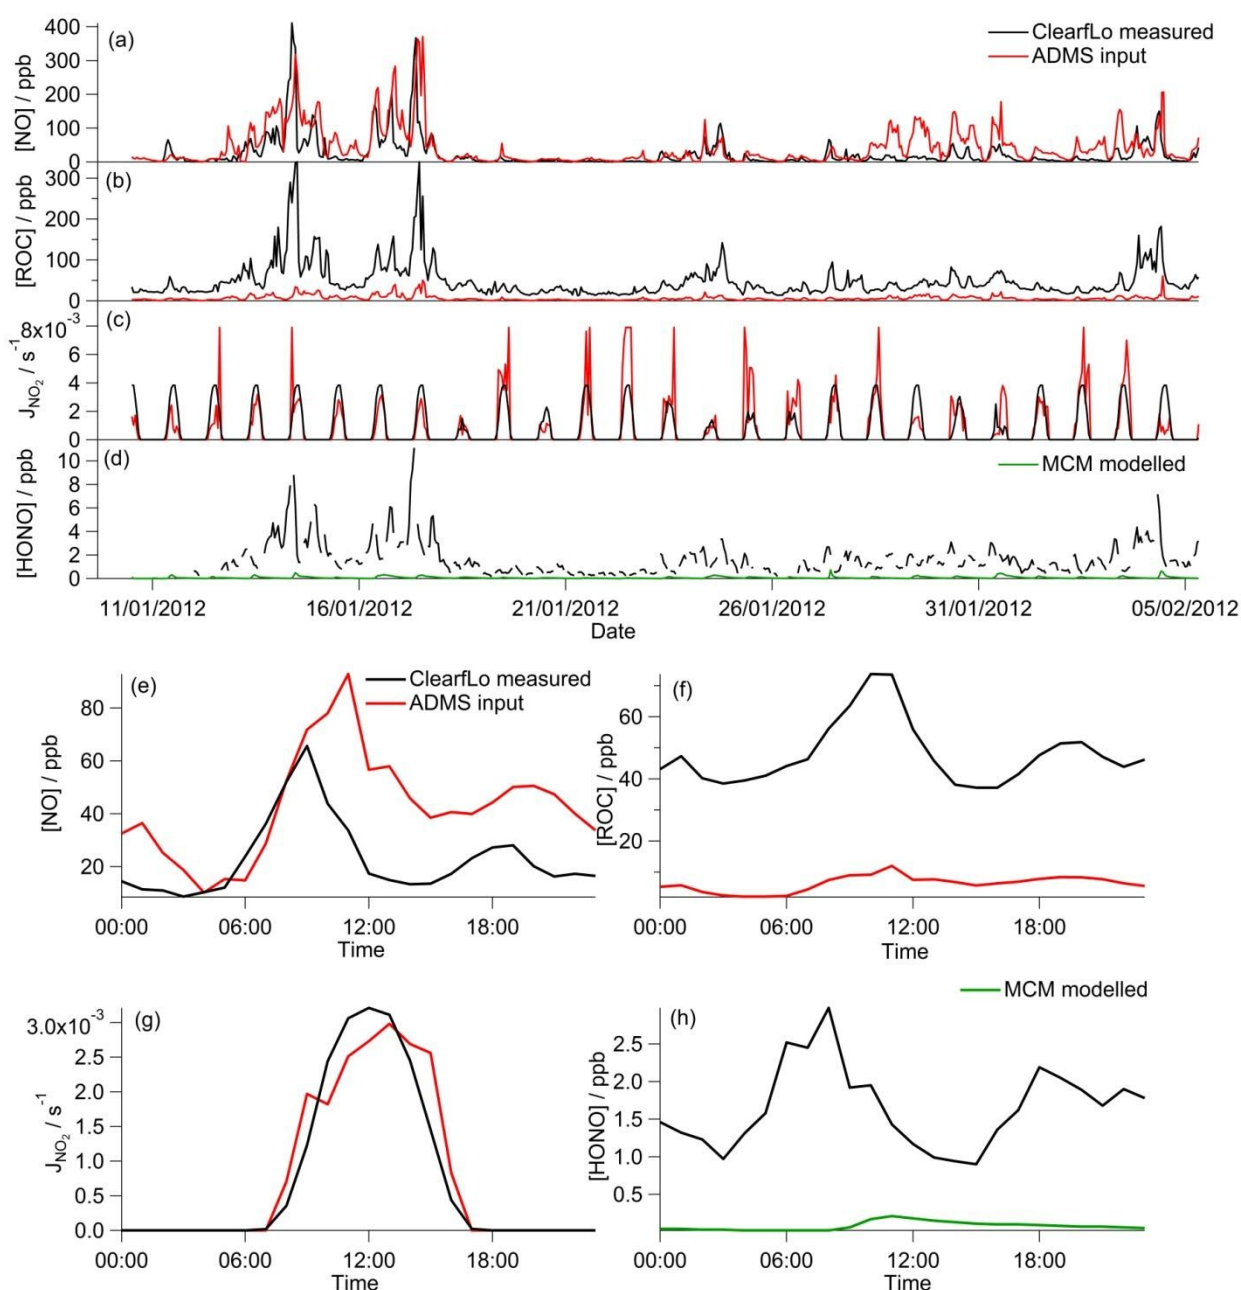 (a)
ClearfLo measured
ADMS input
[NO] / ppb
400
300
200
100
0
(b)
[ROC] / ppb
300
200
100
0
(c)
J_NO₂ / s⁻¹
8x10⁻³
6
4
2
0
(d)
MCM modelled
[HONO] / ppb
10
8
6
4
2
0
11/01/2012 16/01/2012 21/01/2012 26/01/2012 31/01/2012 05/02/2012
Date
(e)
ClearfLo measured
ADMS input
[NO] / ppb
80
60
40
20
00:00 06:00 12:00 18:00
Time
(f)
[ROC] / ppb
60
40
20
00:00 06:00 12:00 18:00
Time
(g)
J_NO₂ / s⁻¹
3.0x10⁻³
2.5
2.0
1.5
1.0
0.5
0.0
00:00 06:00 12:00 18:00
Time
MCM modelled
(h)
[HONO] / ppb
2.5
2.0
1.5
1.0
0.5
00:00 06:00 12:00 18:00
Time